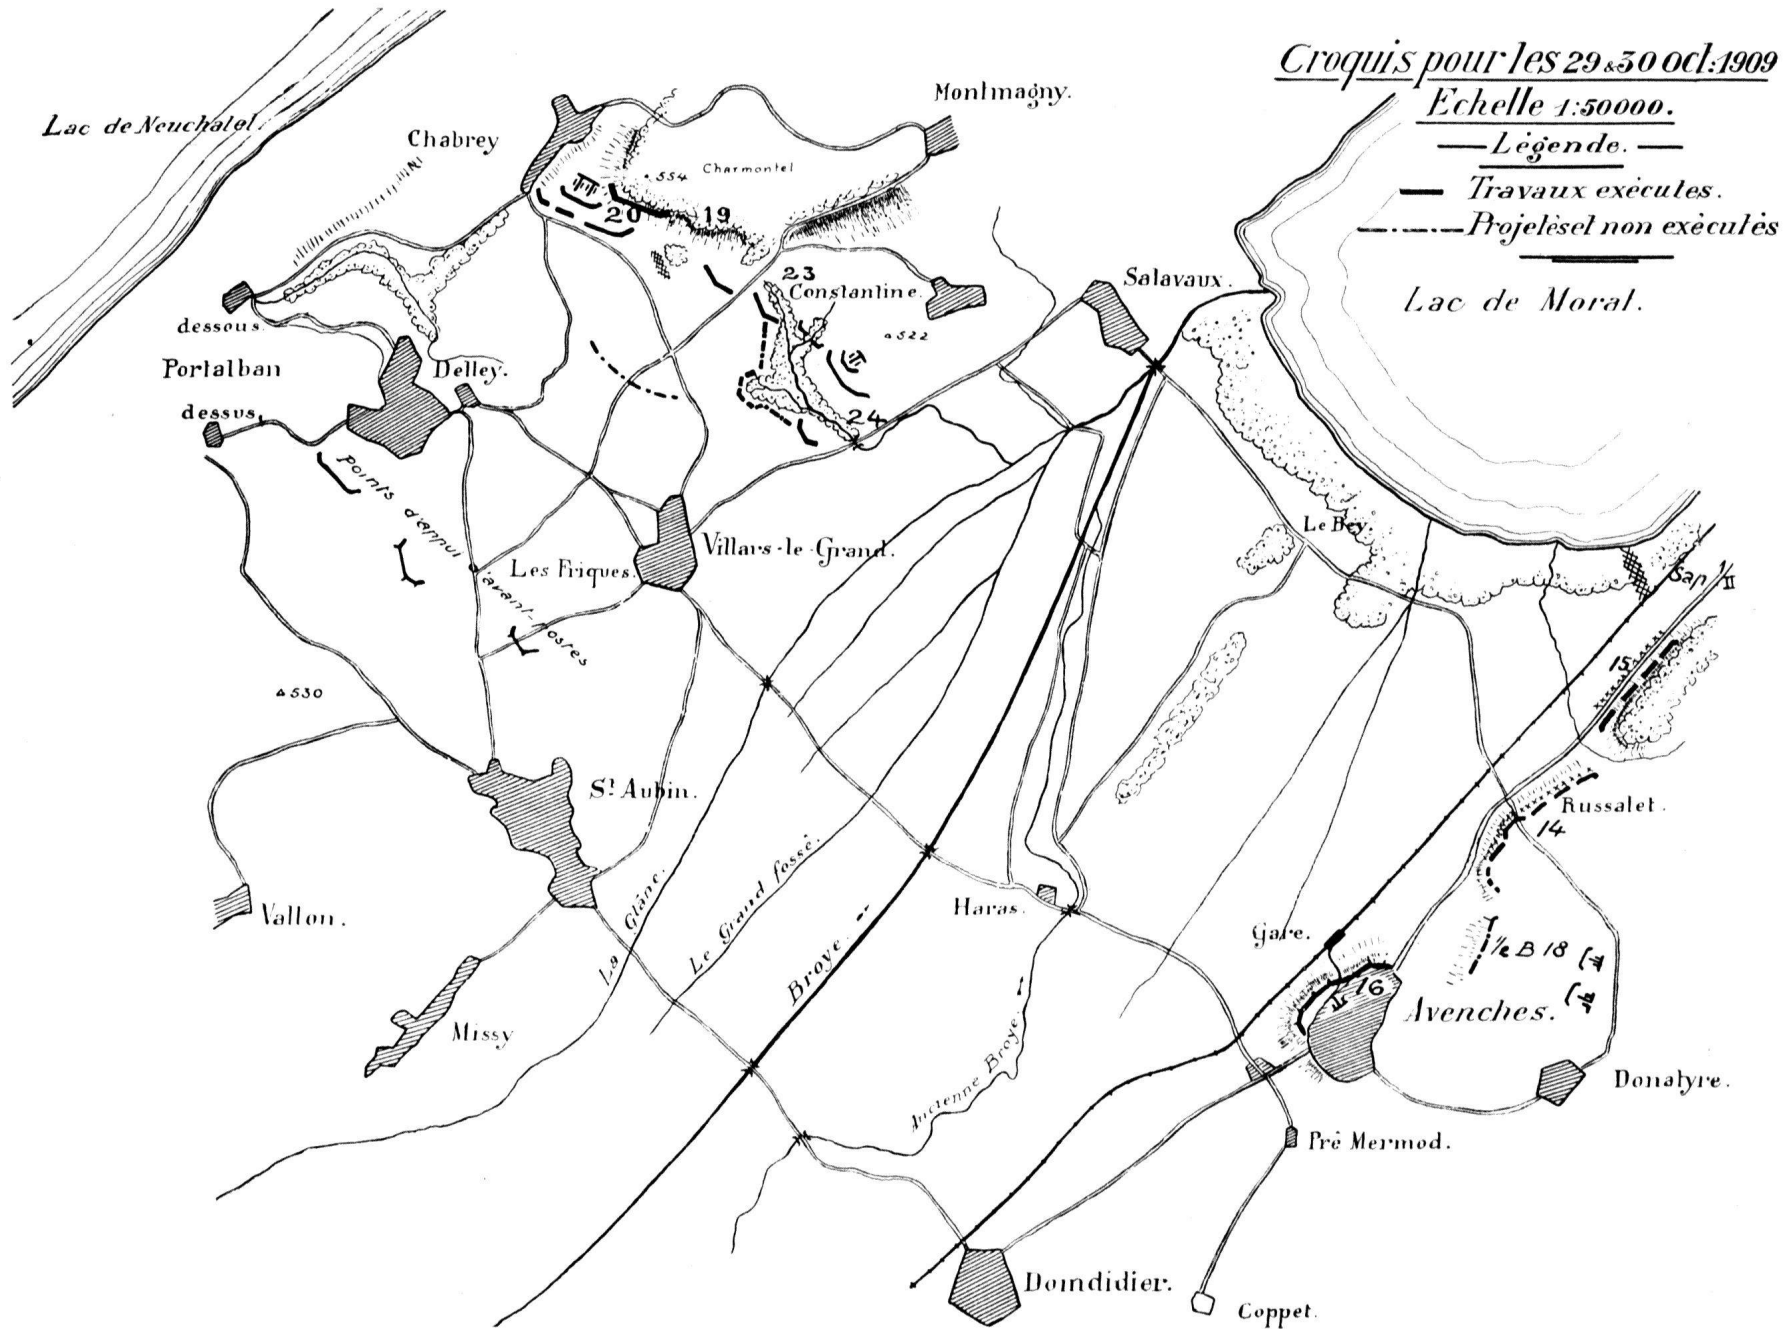 Croquis pour les 29 & 30 Oct: 1909
Echelle 1:50000.
Légende.
Travaux exécutés.
Projetés et non exécutés
Lac de Morat.
Lac de Neuchatel
Chabrey
Montmagny.
554
Charmontel
20
19
23
Constantine.
522
24
Salavaux.
dessous.
Portalban
dessus.
Delley.
points d'appui
d'avant-postes
Les Friques.
Villars-le-Grand.
Le Bey.
Sap. 1/II
15
530
St Aubin.
Russalet.
14
Vallon.
La Glâne.
Le Grand fossé.
Broye.
Haras.
Gare.
1/2 B 18
16
Avenches.
Missy
Ancienne Broye.
Donatyre.
Pré Mermod.
Domdidier.
Coppet.